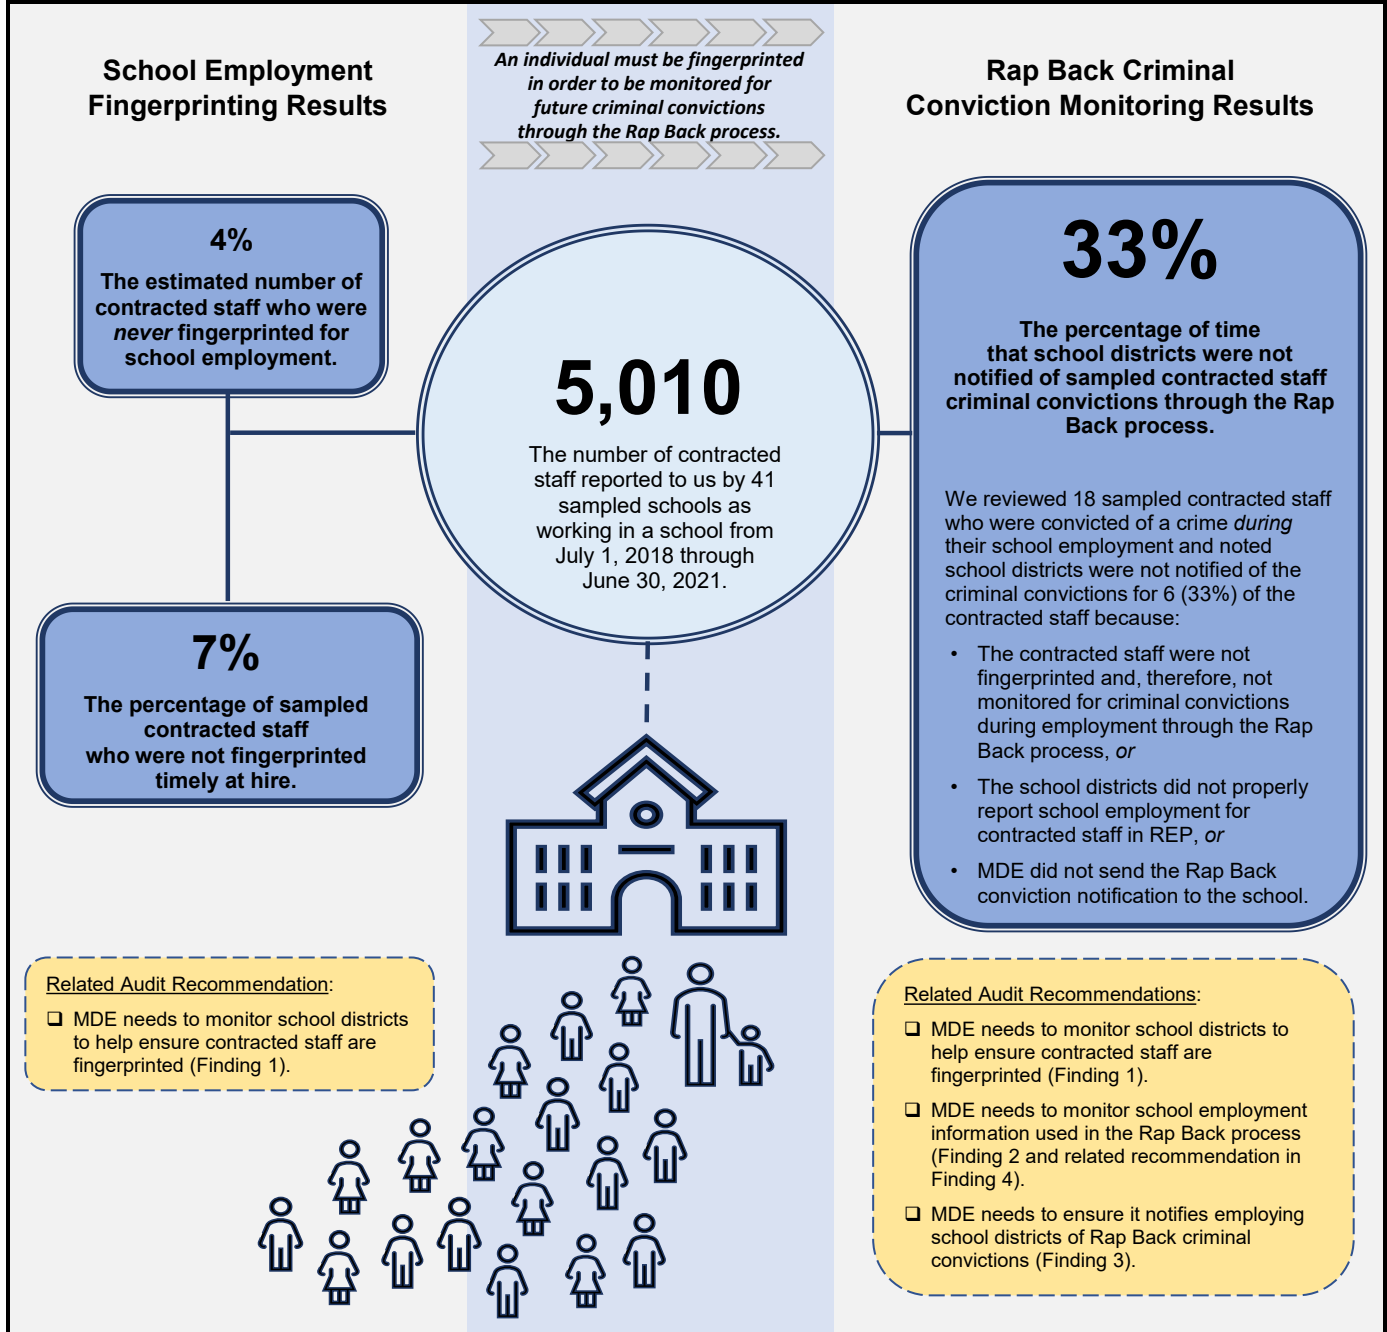 School Employment
Fingerprinting Results
An individual must be fingerprinted
in order to be monitored for
future criminal convictions
through the Rap Back process.
Rap Back Criminal
Conviction Monitoring Results
4%
The estimated number of
contracted staff who were
never fingerprinted for
school employment.
7%
The percentage of sampled
contracted staff
who were not fingerprinted
timely at hire.
5,010
The number of contracted
staff reported to us by 41
sampled schools as
working in a school from
July 1, 2018 through
June 30, 2021.
33%
The percentage of time
that school districts were not
notified of sampled contracted staff
criminal convictions through the Rap
Back process.
We reviewed 18 sampled contracted staff
who were convicted of a crime during
their school employment and noted
school districts were not notified of the
criminal convictions for 6 (33%) of the
contracted staff because:
• The contracted staff were not
fingerprinted and, therefore, not
monitored for criminal convictions
during employment through the Rap
Back process, or
• The school districts did not properly
report school employment for
contracted staff in REP, or
• MDE did not send the Rap Back
conviction notification to the school.
Related Audit Recommendation:
❑ MDE needs to monitor school districts
to help ensure contracted staff are
fingerprinted (Finding 1).
Related Audit Recommendations:
❑ MDE needs to monitor school districts to
help ensure contracted staff are
fingerprinted (Finding 1).
❑ MDE needs to monitor school employment
information used in the Rap Back process
(Finding 2 and related recommendation in
Finding 4).
❑ MDE needs to ensure it notifies employing
school districts of Rap Back criminal
convictions (Finding 3).